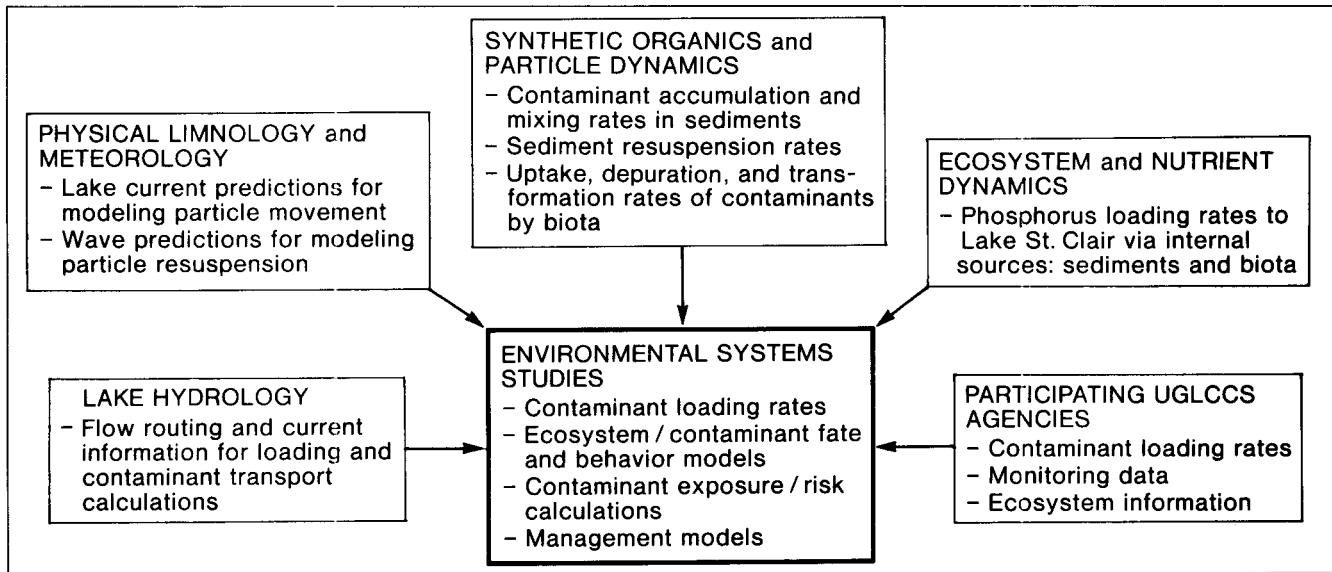 SYNTHETIC ORGANICS and
PARTICLE DYNAMICS
– Contaminant accumulation and
mixing rates in sediments
– Sediment resuspension rates
– Uptake, depuration, and trans-
formation rates of contaminants
by biota
PHYSICAL LIMNOLOGY and
METEOROLOGY
– Lake current predictions for
modeling particle movement
– Wave predictions for modeling
particle resuspension
ECOSYSTEM and NUTRIENT
DYNAMICS
– Phosphorus loading rates to
Lake St. Clair via internal
sources: sediments and biota
LAKE HYDROLOGY
– Flow routing and current
information for loading and
contaminant transport
calculations
ENVIRONMENTAL SYSTEMS
STUDIES
– Contaminant loading rates
– Ecosystem / contaminant fate
and behavior models
– Contaminant exposure / risk
calculations
– Management models
PARTICIPATING UGLCCS
AGENCIES
– Contaminant loading rates
– Monitoring data
– Ecosystem information